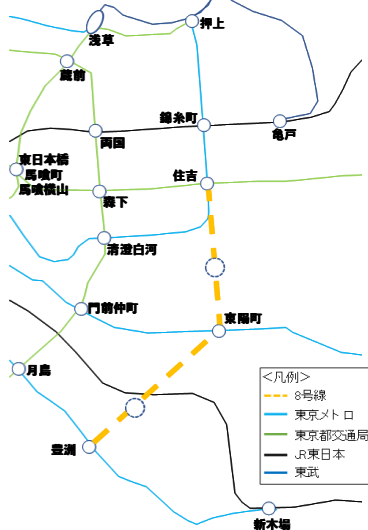 浅草
押上
蔵前
錦糸町
亀戸
両国
東日本橋
馬喰町
馬喰横山
住吉
森下
清澄白河
門前仲町
東陽町
月島
豊洲
新木場
＜凡例＞
8号線
東京メトロ
東京都交通局
JR東日本
東武